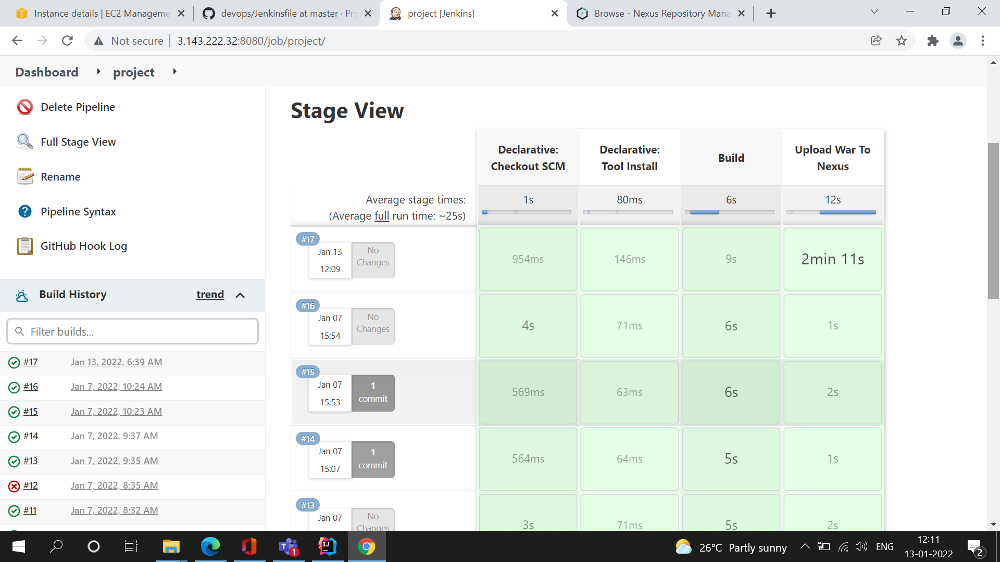 Instance details | EC2 Manageme
devops/Jenkinsfile at master · Pri
project [Jenkins]
Browse - Nexus Repository Mana
Not secure
3.143.222.32:8080/job/project/
Dashboard
project
Delete Pipeline
Full Stage View
Rename
Pipeline Syntax
GitHub Hook Log
Build History
trend
Filter builds...
#17 Jan 13, 2022, 6:39 AM
#16 Jan 7, 2022, 10:24 AM
#15 Jan 7, 2022, 10:23 AM
#14 Jan 7, 2022, 9:37 AM
#13 Jan 7, 2022, 9:35 AM
#12 Jan 7, 2022, 8:35 AM
#11 Jan 7, 2022, 8:32 AM
Stage View
Declarative:
Checkout SCM
Declarative:
Tool Install
Build
Upload War To
Nexus
Average stage times:
(Average full run time: ~25s)
1s
80ms
6s
12s
#17
Jan 13
12:09
No
Changes
954ms
146ms
9s
2min 11s
#16
Jan 07
15:54
No
Changes
4s
71ms
6s
1s
#15
Jan 07
15:53
1
commit
569ms
63ms
6s
2s
#14
Jan 07
15:07
1
commit
564ms
64ms
5s
1s
#13
Jan 07
No
Changes
3s
71ms
5s
2s
1
IJ
26°C Partly sunny
ENG
12:11
13-01-2022
2